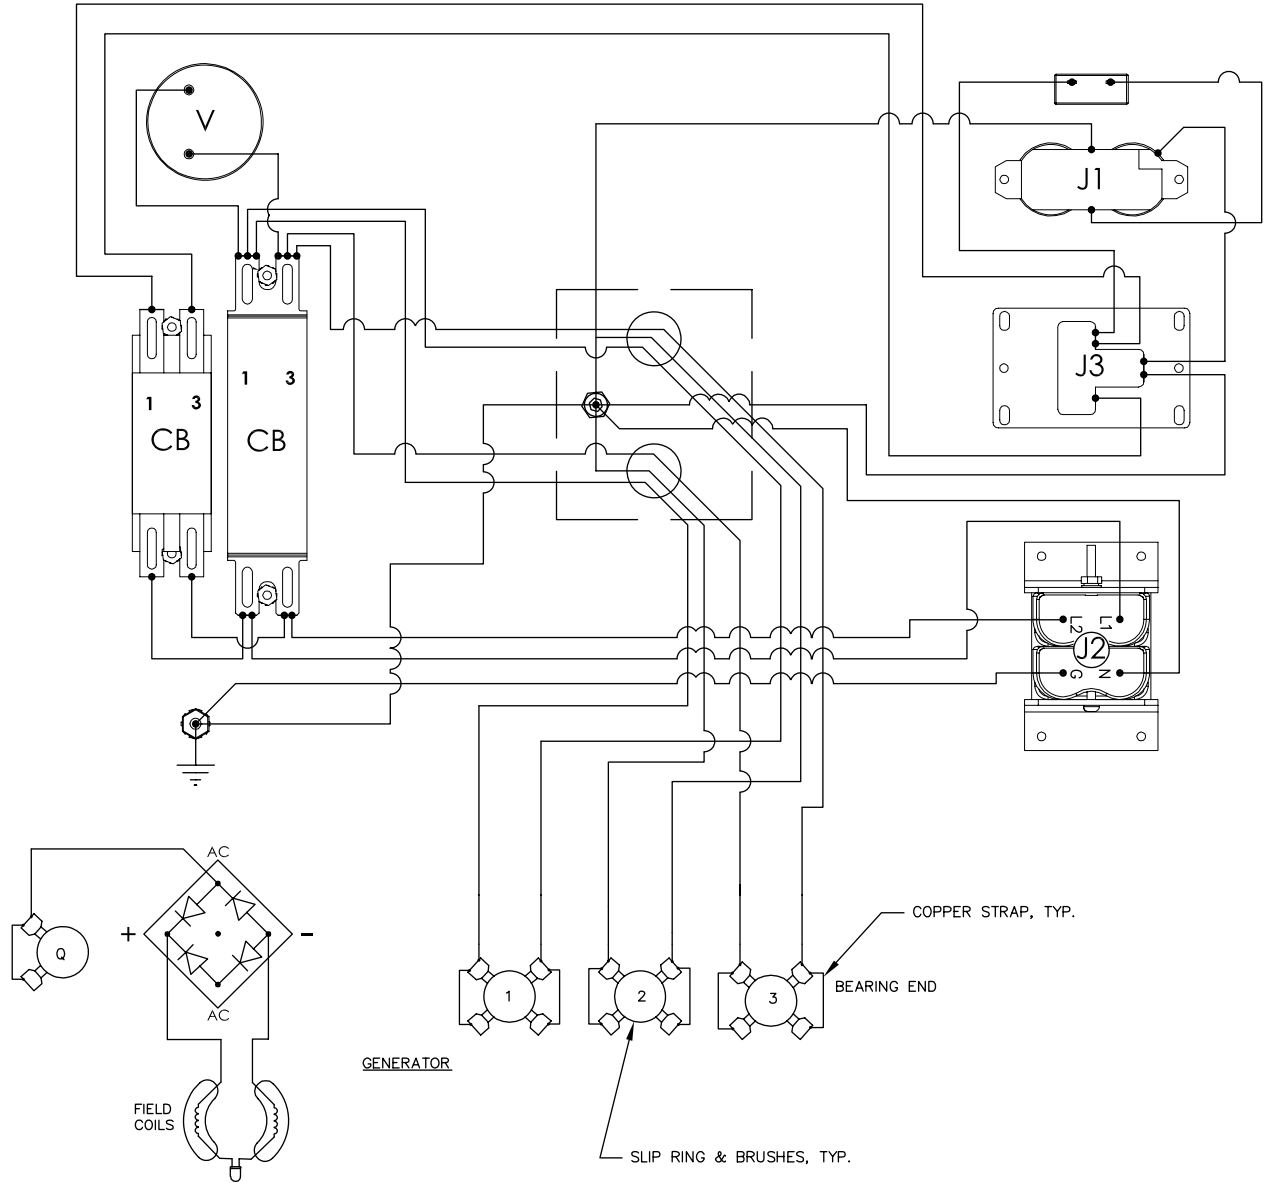 V
J1
J3
1 3
CB
1 3
CB
L2 L1
J2
G N
AC
+ −
AC
Q
FIELD
COILS
GENERATOR
1
2
3
COPPER STRAP, TYP.
BEARING END
SLIP RING & BRUSHES, TYP.